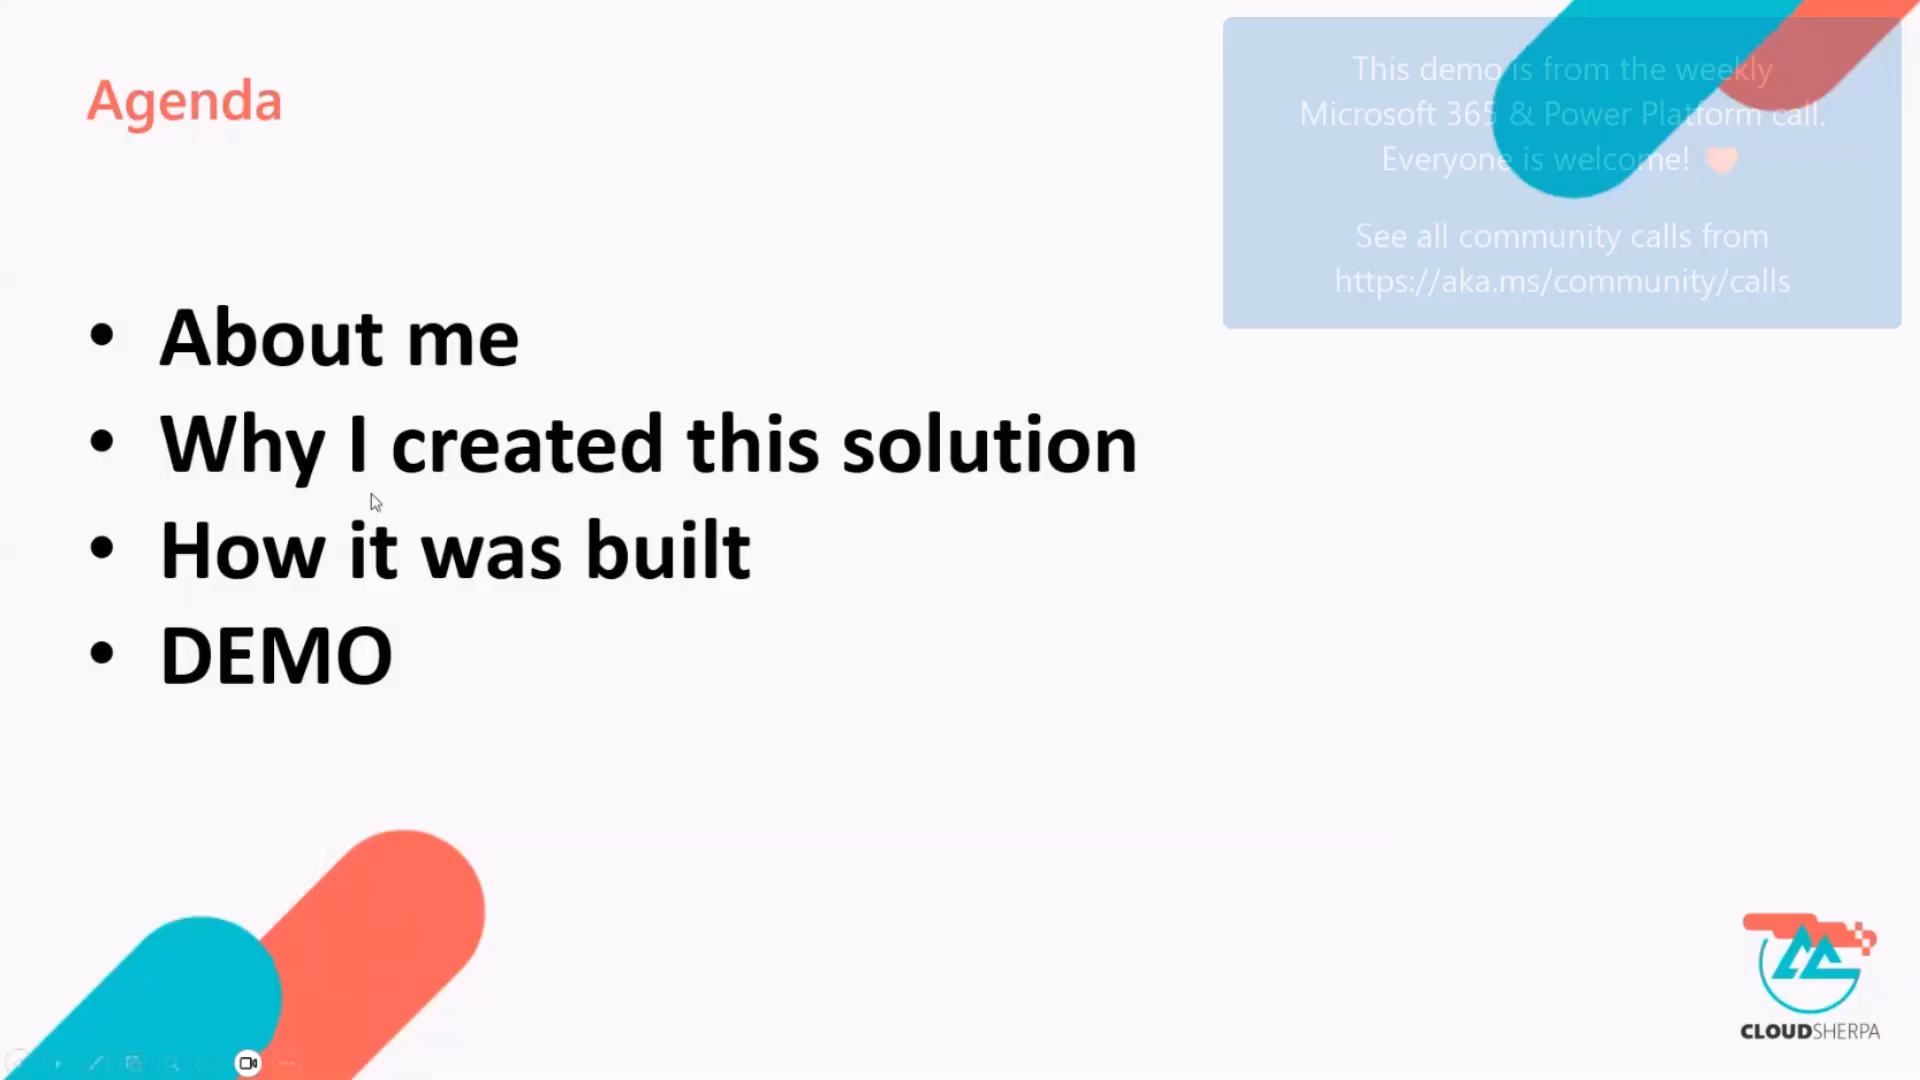 Agenda
This demo is from the weekly
Microsoft 365 & Power Platform call.
Everyone is welcome!
See all community calls from
https://aka.ms/community/calls
• About me
• Why I created this solution
• How it was built
• DEMO
CLOUDSHERPA